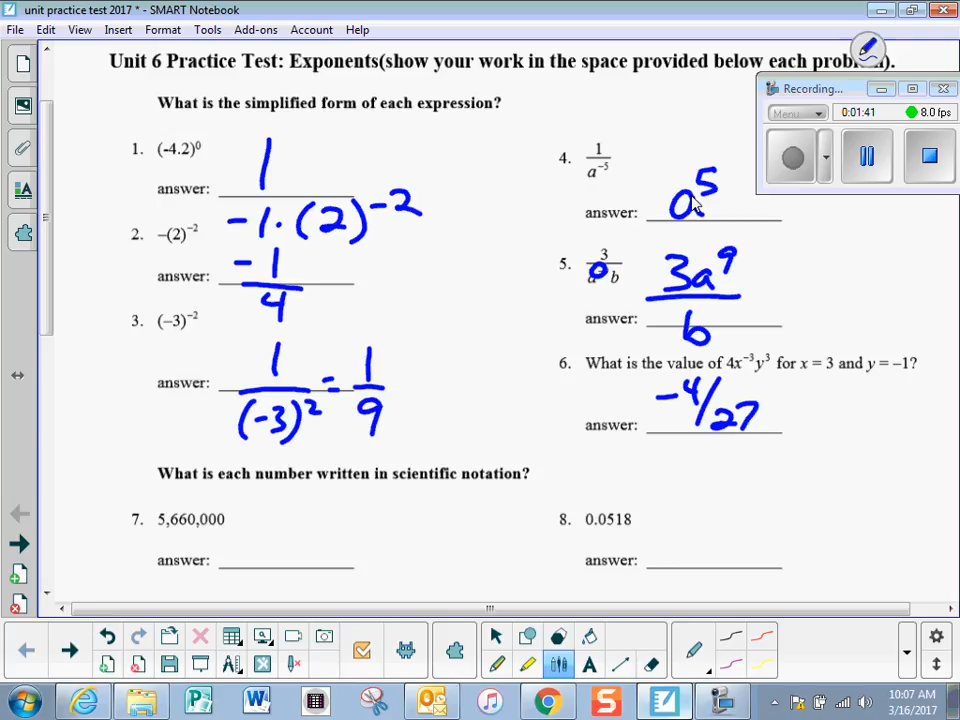 unit practice test 2017 * - SMART Notebook
File Edit View Insert Format Tools Add-ons Account Help
Unit 6 Practice Test: Exponents(show your work in the space provided below each
Recording...
Menu
0:01:41
8.0 fps
What is the simplified form of each expression?
1. (-4.2)⁰
1
answer:
-1·(2)⁻²
2. –(2)⁻²
-1
answer:
4
3. (–3)⁻²
answer: 1/(-3)² = 1/9
4. 1/a⁻⁵
a⁵
answer:
5. 3
b
3a⁹/b
answer:
6. What is the value of 4x⁻³y³ for x = 3 and y = –1?
-4/27
answer:
What is each number written in scientific notation?
7. 5,660,000
answer:
8. 0.0518
answer:
10:07 AM
3/16/2017